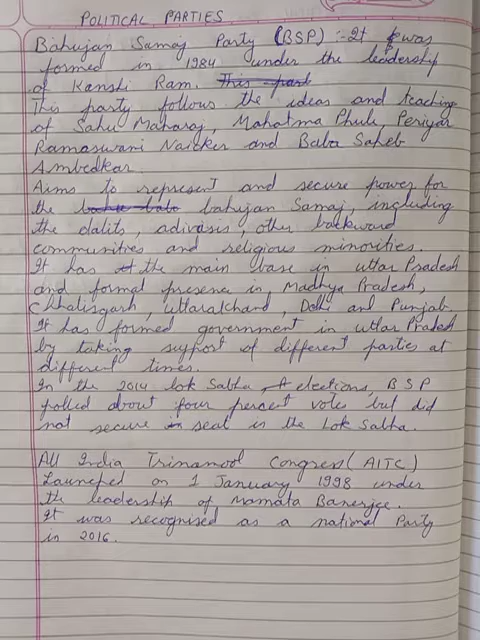 POLITICAL PARTIES
Bahujan Samaj Party (BSP) :- It was
formed in 1984 under the leadership
of Kanshi Ram. This part
This party follows the ideas and teaching
of Sahu Maharaj, Mahatma Phule, Periyar
Ramaswani Naicker and Baba Saheb
Ambedkar.
Aims to represent and secure power for
the bahujan Samaj, including
the dalits, adivasis, other backward
communities and religious minorities.
It has the main base in uttar Pradesh
and formal presence in, Madhya Pradesh,
Chhatisgarh, uttarakhand, Delhi and Punjab.
It has formed government in uttar Pradesh
by taking support of different parties at
different times.
In the 2014 lok Sabha elections, BSP
polled about four percent votes but did
not secure in seat in the Lok Sabha.
All India Trinamool Congress (AITC)
Launched on 1 January 1998 under
the leadership of Mamata Banerjee.
It was recognised as a national Party
in 2016.